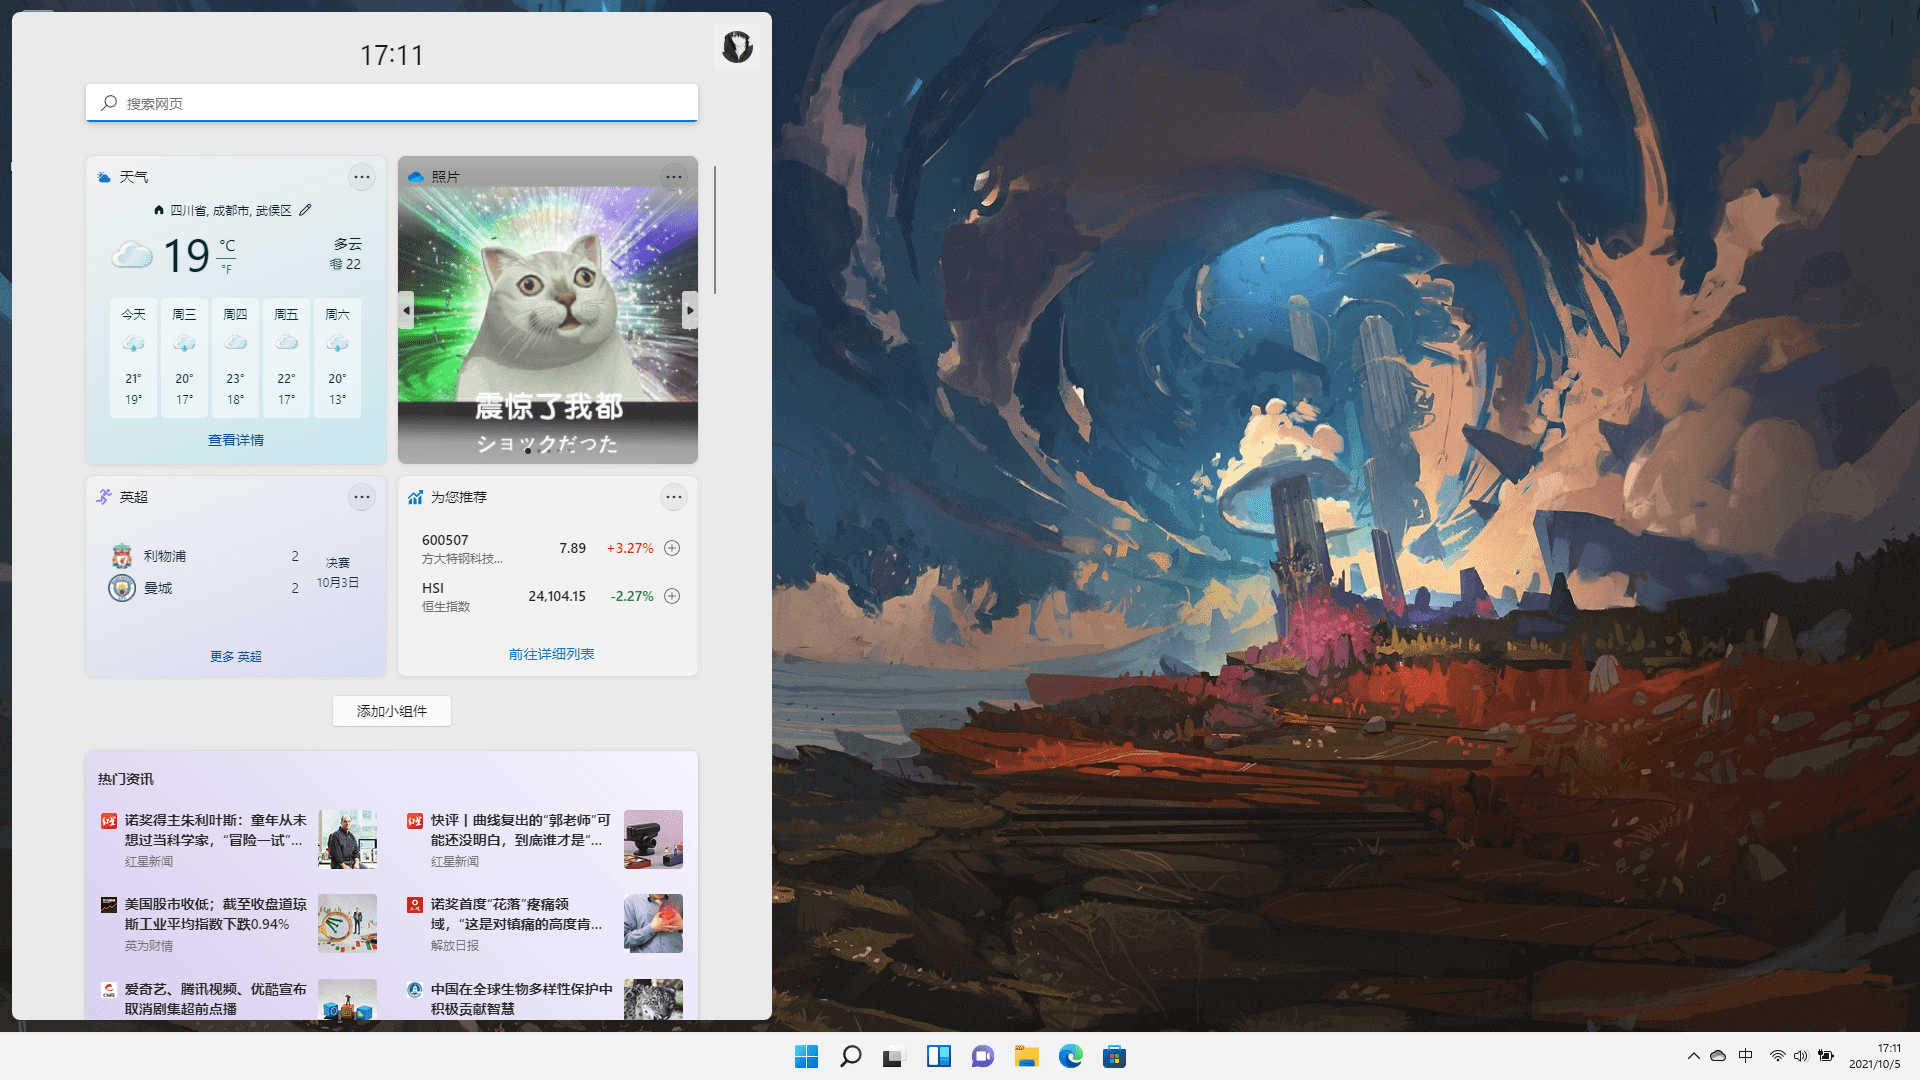 17:11
搜索网页
天气
四川省, 成都市, 武侯区
19
°C
°F
多云
22
今天
周三
周四
周五
周六
21°
20°
23°
22°
20°
19°
17°
18°
17°
13°
查看详情
照片
震惊了我都
ショックだった
英超
利物浦 2
曼城 2
决赛
10月3日
更多 英超
为您推荐
600507
方大特钢科技...
7.89
+3.27%
HSI
恒生指数
24,104.15
-2.27%
前往详细列表
添加小组件
热门资讯
诺奖得主朱利叶斯：童年从未
想过当科学家，“冒险一试”...
红星新闻
快评丨曲线复出的“郭老师”可
能还没明白，到底谁才是“...
红星新闻
美国股市收低；截至收盘道琼
斯工业平均指数下跌0.94%
英为财情
诺奖首度“花落”疼痛领
域，“这是对镇痛的高度肯...
解放日报
爱奇艺、腾讯视频、优酷宣布
取消剧集超前点播
中国在全球生物多样性保护中
积极贡献智慧
中
17:11
2021/10/5